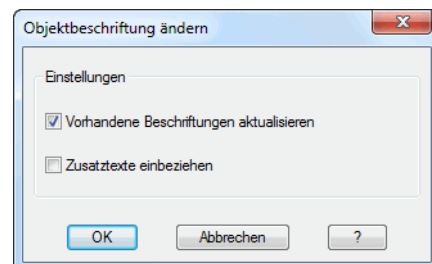 Objektbeschriftung ändern
Einstellungen
Vorhandene Beschriftungen aktualisieren
Zusatztexte einbeziehen
OK Abbrechen ?